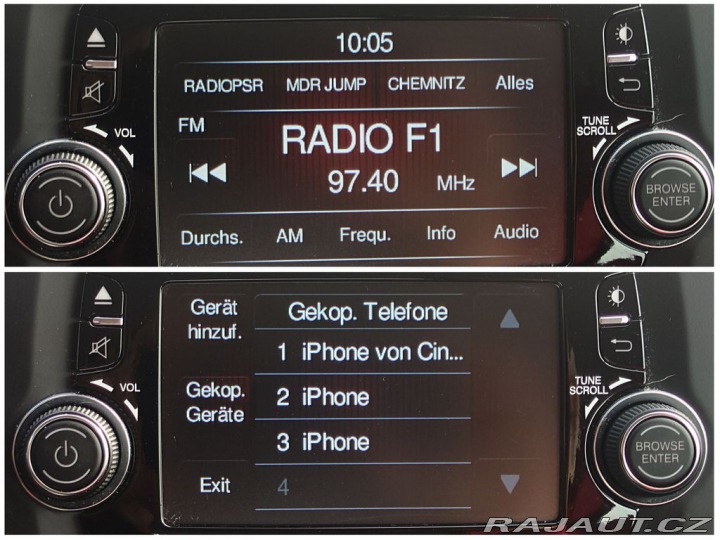 10:05
RADIOPSR MDR JUMP CHEMNITZ Alles
FM
RADIO F1
97.40 MHz
Durchs. AM Frequ. Info Audio
VOL
TUNE
SCROLL
BROWSE
ENTER
Gerät
hinzuf.
Gekop. Telefone
1 iPhone von Cin...
Gekop.
Geräte
2 iPhone
3 iPhone
Exit
4
VOL
TUNE
SCROLL
BROWSE
ENTER
RAJAUT.CZ